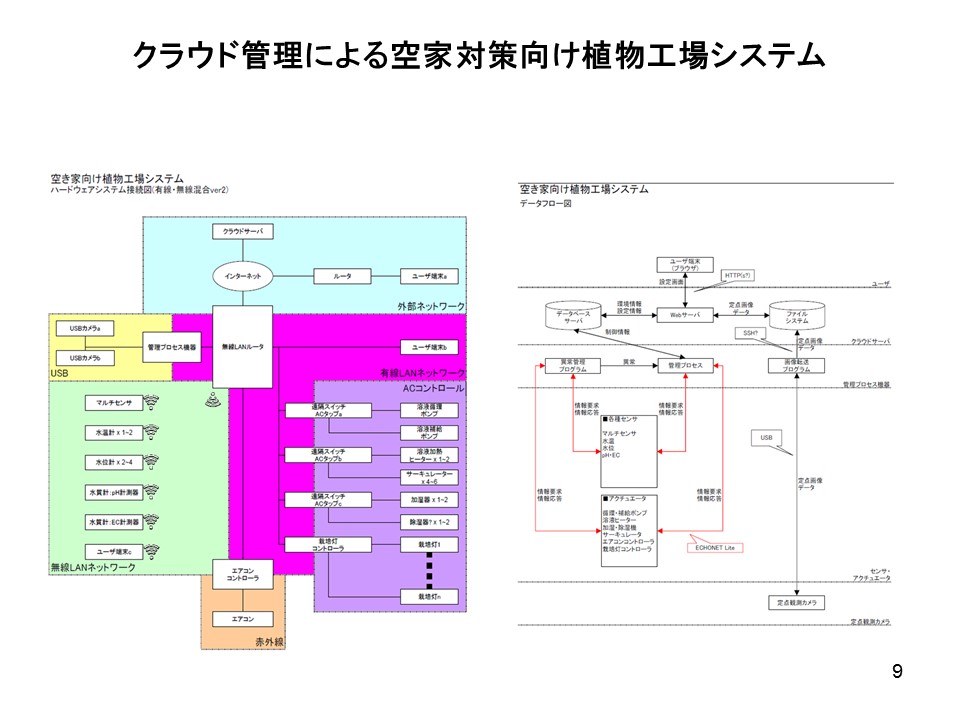 クラウド管理による空家対策向け植物工場システム
空き家向け植物工場システム
ハードウェアシステム接続図(有線・無線混合ver2)
クラウドサーバ
インターネット
ルータ
ユーザ端末a
外部ネットワーク
USBカメラa
USBカメラb
USB
管理プロセス機器
無線LANルータ
ユーザ端末b
有線LANネットワーク
ACコントロール
マルチセンサ
水温計 x 1~2
水位計 x 2~4
水質計:pH計測器
水質計:EC計測器
ユーザ端末c
無線LANネットワーク
遠隔スイッチ
ACタップa
溶液循環
ポンプ
溶液補給
ポンプ
遠隔スイッチ
ACタップb
溶液加熱
ヒーター x 1~2
サーキュレーター
x 4~6
遠隔スイッチ
ACタップc
加湿器 x 1~2
除湿器? x 1~2
栽培灯
コントローラ
栽培灯1
栽培灯n
エアコン
コントローラ
エアコン
赤外線
空き家向け植物工場システム
データフロー図
ユーザ端末
(ブラウザ)
HTTP(s?)
設定画面
ユーザ
データベース
サーバ
環境情報
設定情報
Webサーバ
定点画像
データ
ファイル
システム
制御情報
SSH?
定点画像
データ
クラウドサーバ
異常管理
プログラム
異常
管理プロセス
画像転送
プログラム
管理プロセス機器
情報要求
情報応答
情報要求
情報応答
■各種センサ
マルチセンサ
水温
水位
pH・EC
USB
定点画像
データ
情報要求
情報応答
情報要求
情報応答
■アクチュエータ
循環・補給ポンプ
溶液ヒーター
加湿・除湿機
サーキュレータ
エアコンコントローラ
栽培灯コントローラ
ECHONET Lite
センサ・
アクチュエータ
定点観測カメラ
定点観測カメラ
9